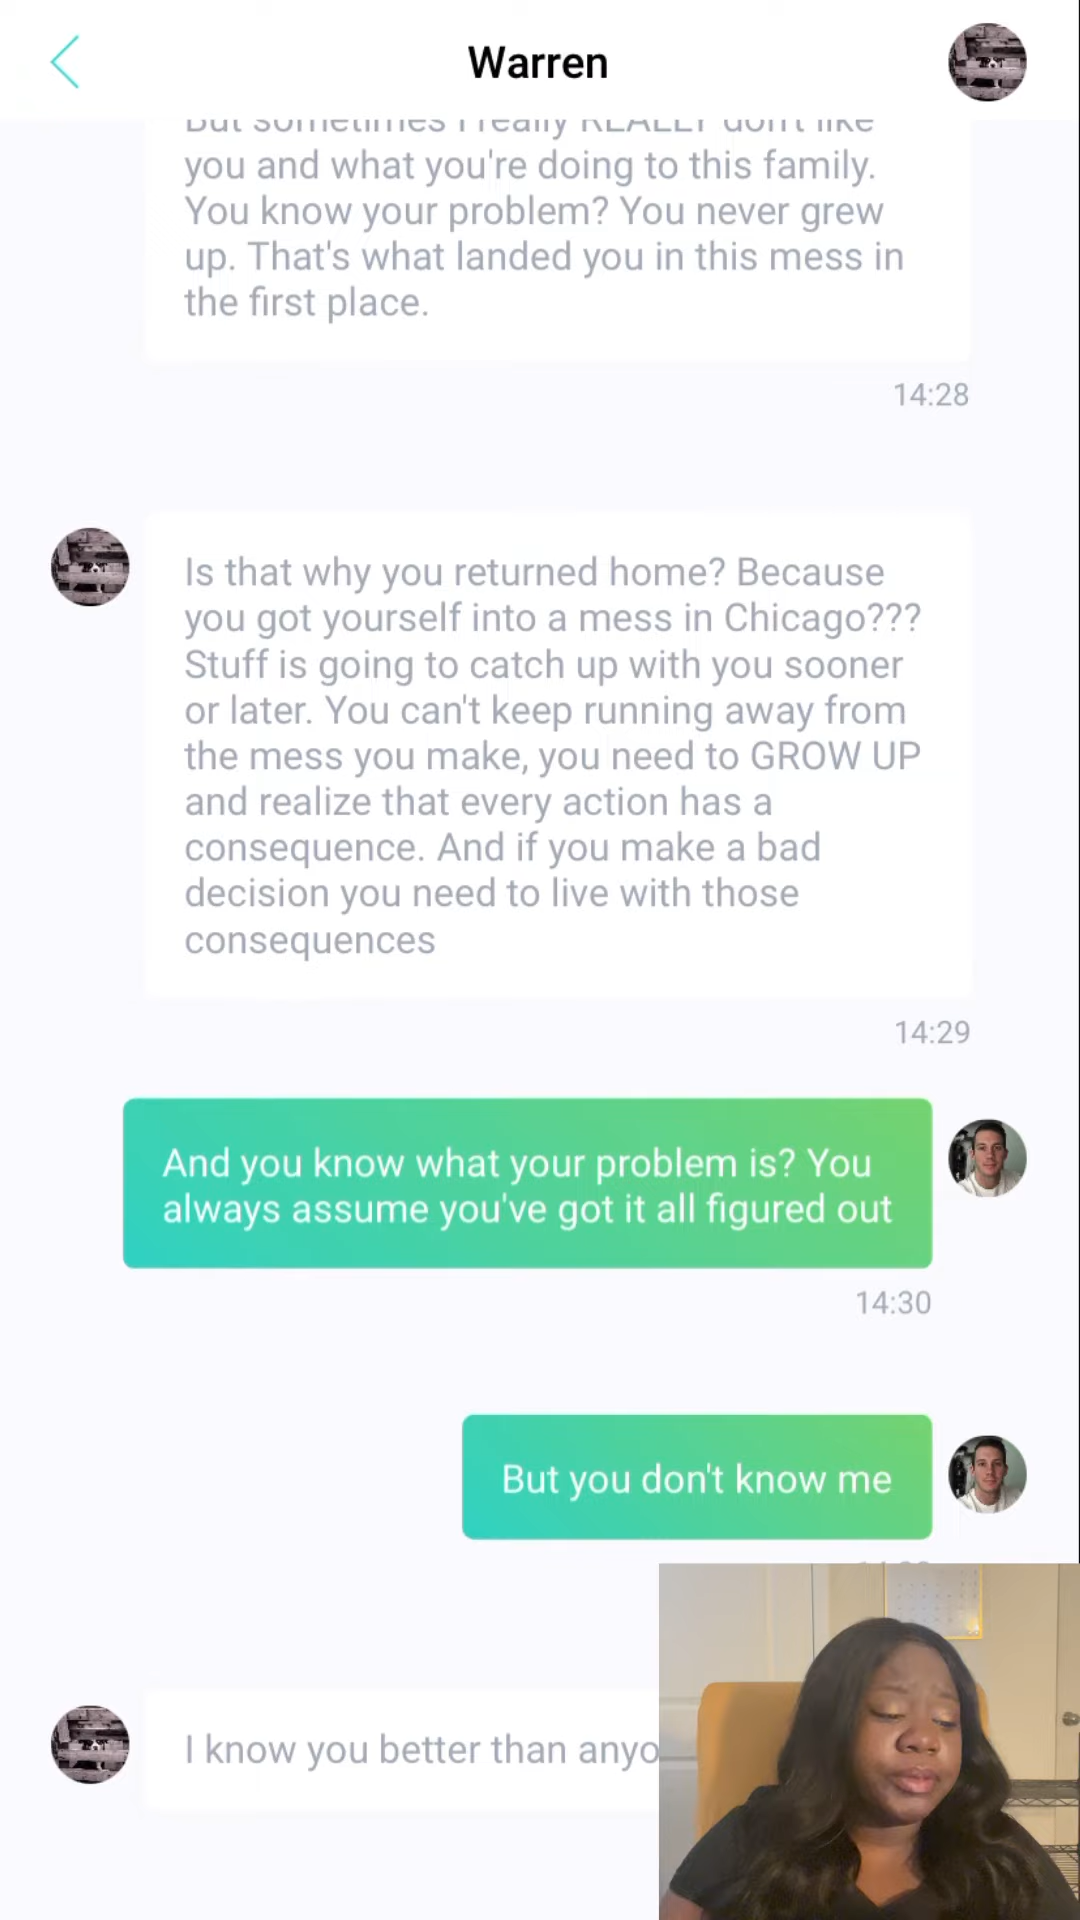 Warren
But sometimes I really REALLY don't like
you and what you're doing to this family.
You know your problem? You never grew
up. That's what landed you in this mess in
the first place.
14:28
Is that why you returned home? Because
you got yourself into a mess in Chicago???
Stuff is going to catch up with you sooner
or later. You can't keep running away from
the mess you make, you need to GROW UP
and realize that every action has a
consequence. And if you make a bad
decision you need to live with those
consequences
14:29
And you know what your problem is? You
always assume you've got it all figured out
14:30
But you don't know me
I know you better than